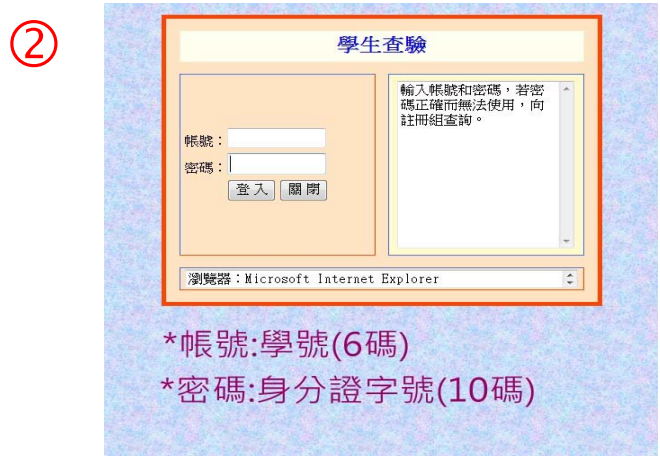 ②
學生查驗
帳號：
密碼：
登入 關閉
輸入帳號和密碼，若密
碼正確而無法使用，向
註冊組查詢。
瀏覽器：Microsoft Internet Explorer
*帳號:學號(6碼)
*密碼:身分證字號(10碼)